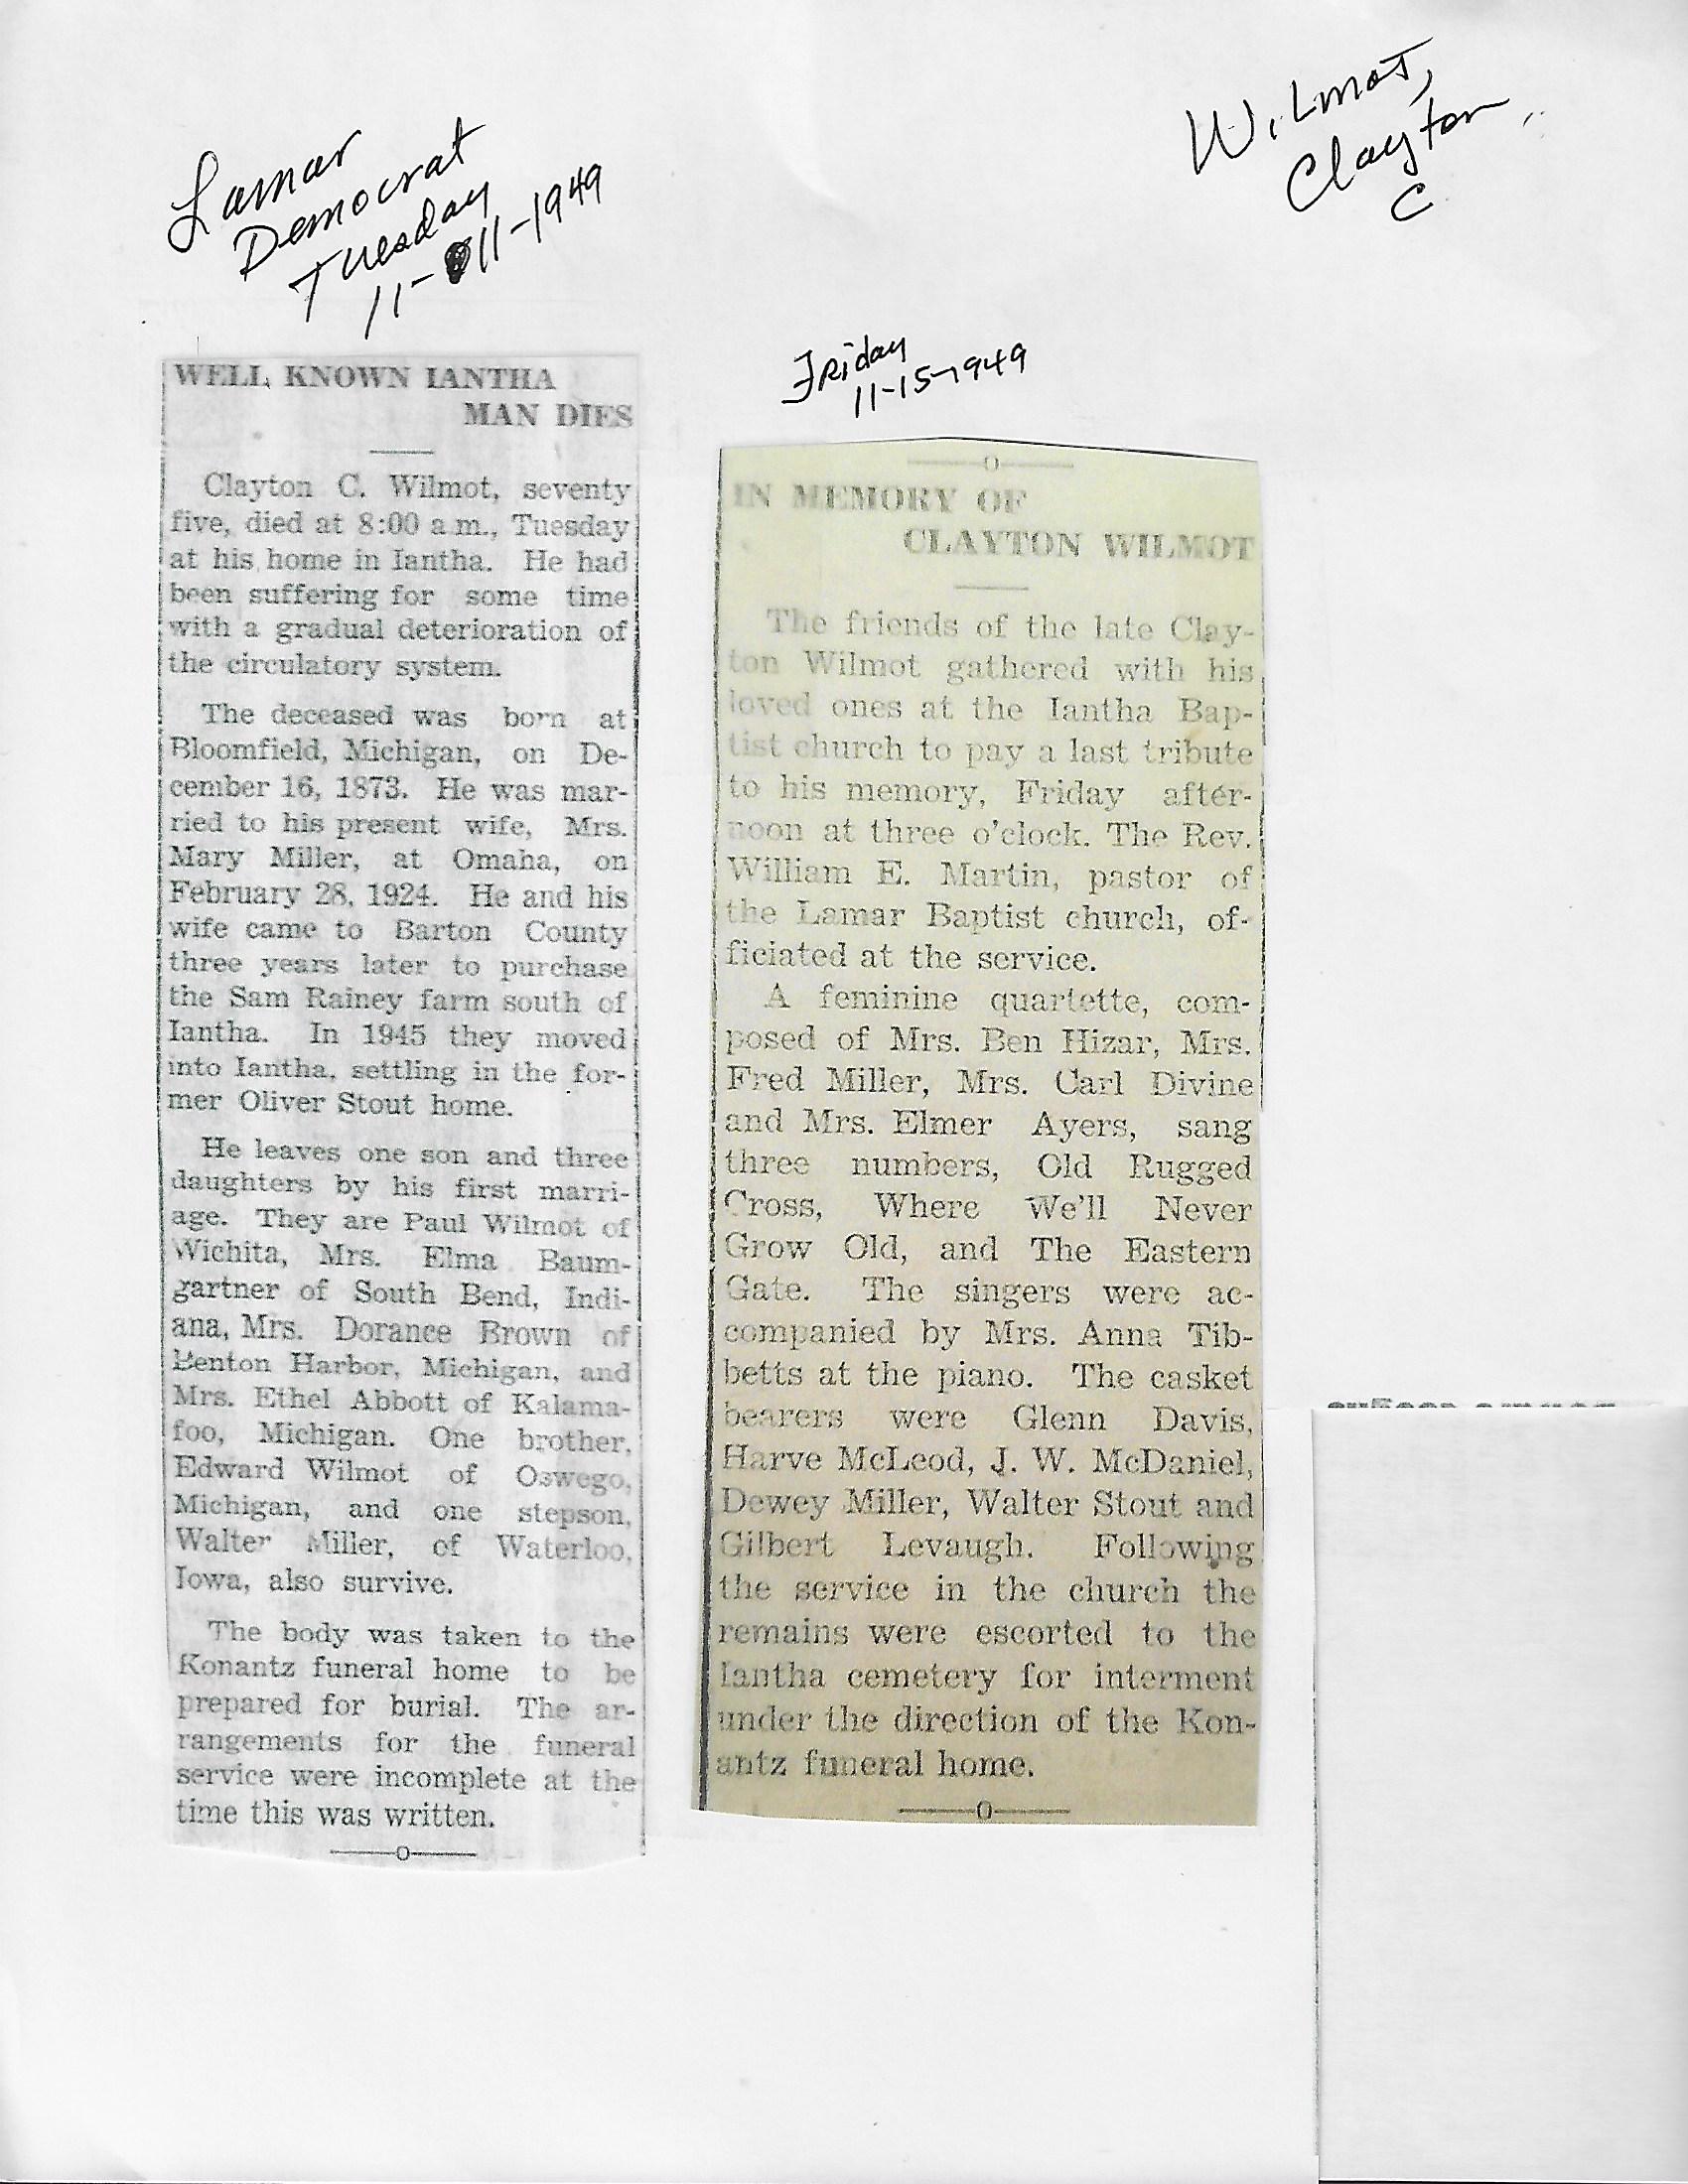 Wilmot,
Clayton
C
Lamar
Democrat
Tuesday
11-11-1949
WELL KNOWN IANTHA
MAN DIES
Clayton C. Wilmot, seventy
five, died at 8:00 a.m., Tuesday
at his home in Iantha. He had
been suffering for some time
with a gradual deterioration of
the circulatory system.
The deceased was born at
Bloomfield, Michigan, on De-
cember 16, 1873. He was mar-
ried to his present wife, Mrs.
Mary Miller, at Omaha, on
February 28, 1924. He and his
wife came to Barton County
three years later to purchase
the Sam Rainey farm south of
Iantha. In 1945 they moved
into Iantha, settling in the for-
mer Oliver Stout home.
He leaves one son and three
daughters by his first marri-
age. They are Paul Wilmot of
Wichita, Mrs. Elma Baum-
gartner of South Bend, Indi-
ana, Mrs. Dorance Brown of
Benton Harbor, Michigan, and
Mrs. Ethel Abbott of Kalama-
foo, Michigan. One brother,
Edward Wilmot of Oswego,
Michigan, and one stepson,
Walter Miller, of Waterloo,
Iowa, also survive.
The body was taken to the
Konantz funeral home to be
prepared for burial. The ar-
rangements for the funeral
service were incomplete at the
time this was written.
Friday
11-15-1949
IN MEMORY OF
CLAYTON WILMOT
The friends of the late Clay-
ton Wilmot gathered with his
loved ones at the Iantha Bap-
tist church to pay a last tribute
to his memory, Friday after-
noon at three o'clock. The Rev.
William E. Martin, pastor of
the Lamar Baptist church, of-
ficiated at the service.
A feminine quartette, com-
posed of Mrs. Ben Hizar, Mrs.
Fred Miller, Mrs. Carl Divine
and Mrs. Elmer Ayers, sang
three numbers, Old Rugged
Cross, Where We'll Never
Grow Old, and The Eastern
Gate. The singers were ac-
companied by Mrs. Anna Tib-
betts at the piano. The casket
bearers were Glenn Davis,
Harve McLeod, J. W. McDaniel,
Dewey Miller, Walter Stout and
Gilbert Levaugh. Following
the service in the church the
remains were escorted to the
Iantha cemetery for interment
under the direction of the Kon-
antz funeral home.